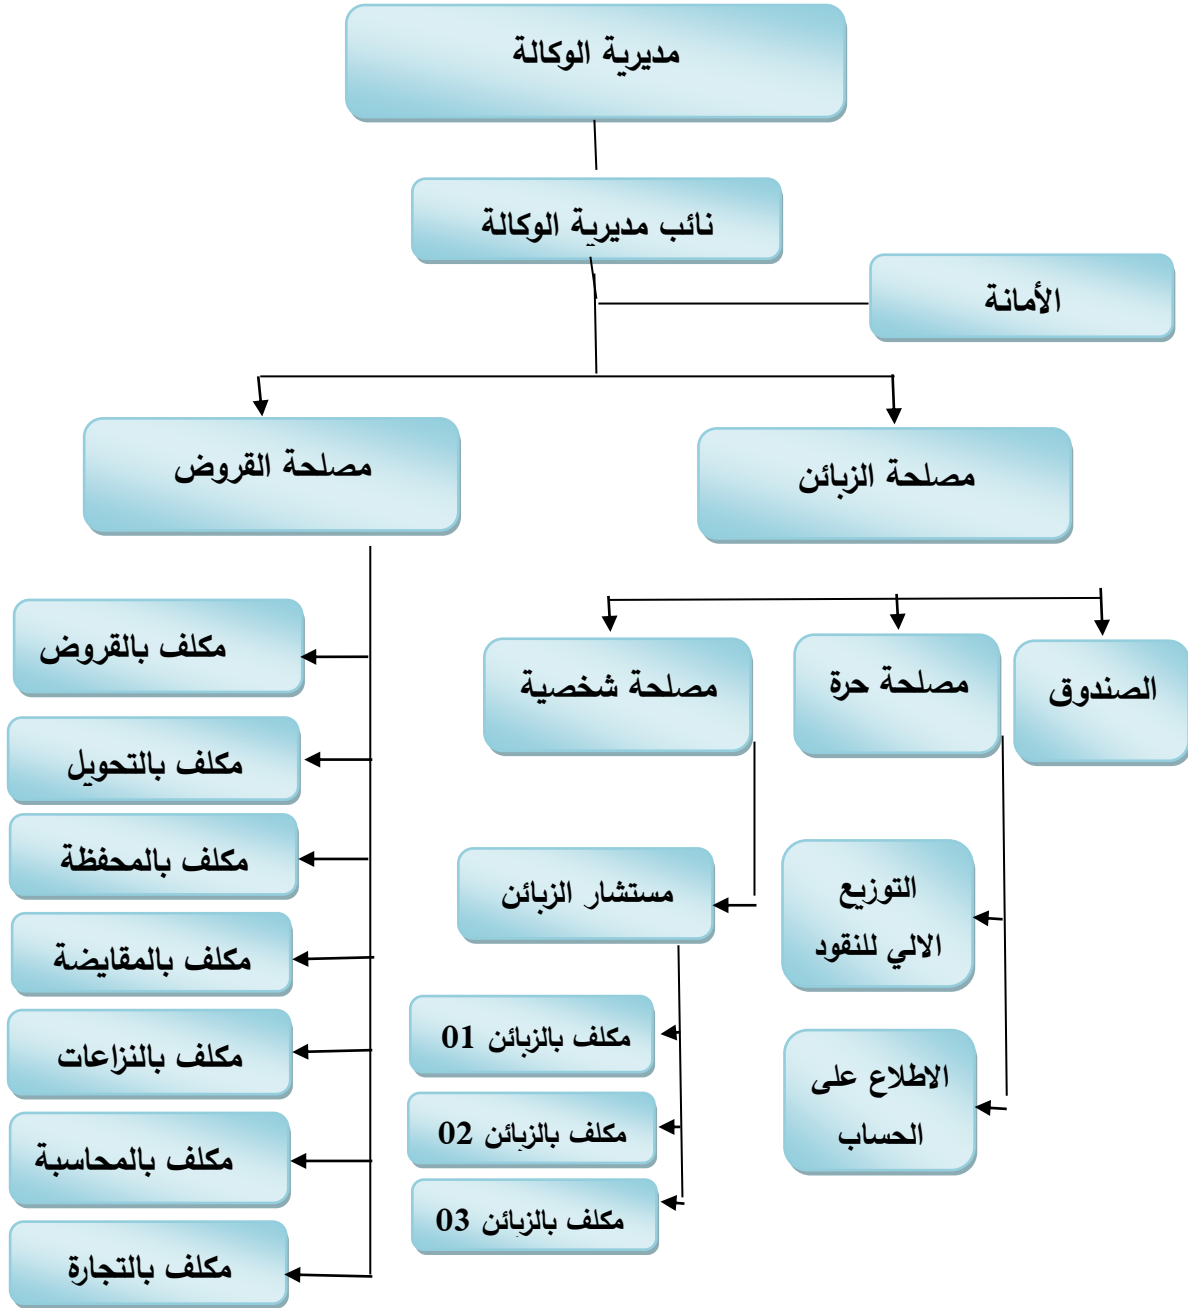 مديرية الوكالة
نائب مديرية الوكالة
الأمانة
مصلحة الزبائن
مصلحة القروض
الصندوق
مصلحة حرة
مصلحة شخصية
التوزيع
الالي للنقود
الاطلاع على
الحساب
مستشار الزبائن
مكلف بالزبائن 01
مكلف بالزبائن 02
مكلف بالزبائن 03
مكلف بالقروض
مكلف بالتحويل
مكلف بالمحفظة
مكلف بالمقايضة
مكلف بالنزاعات
مكلف بالمحاسبة
مكلف بالتجارة